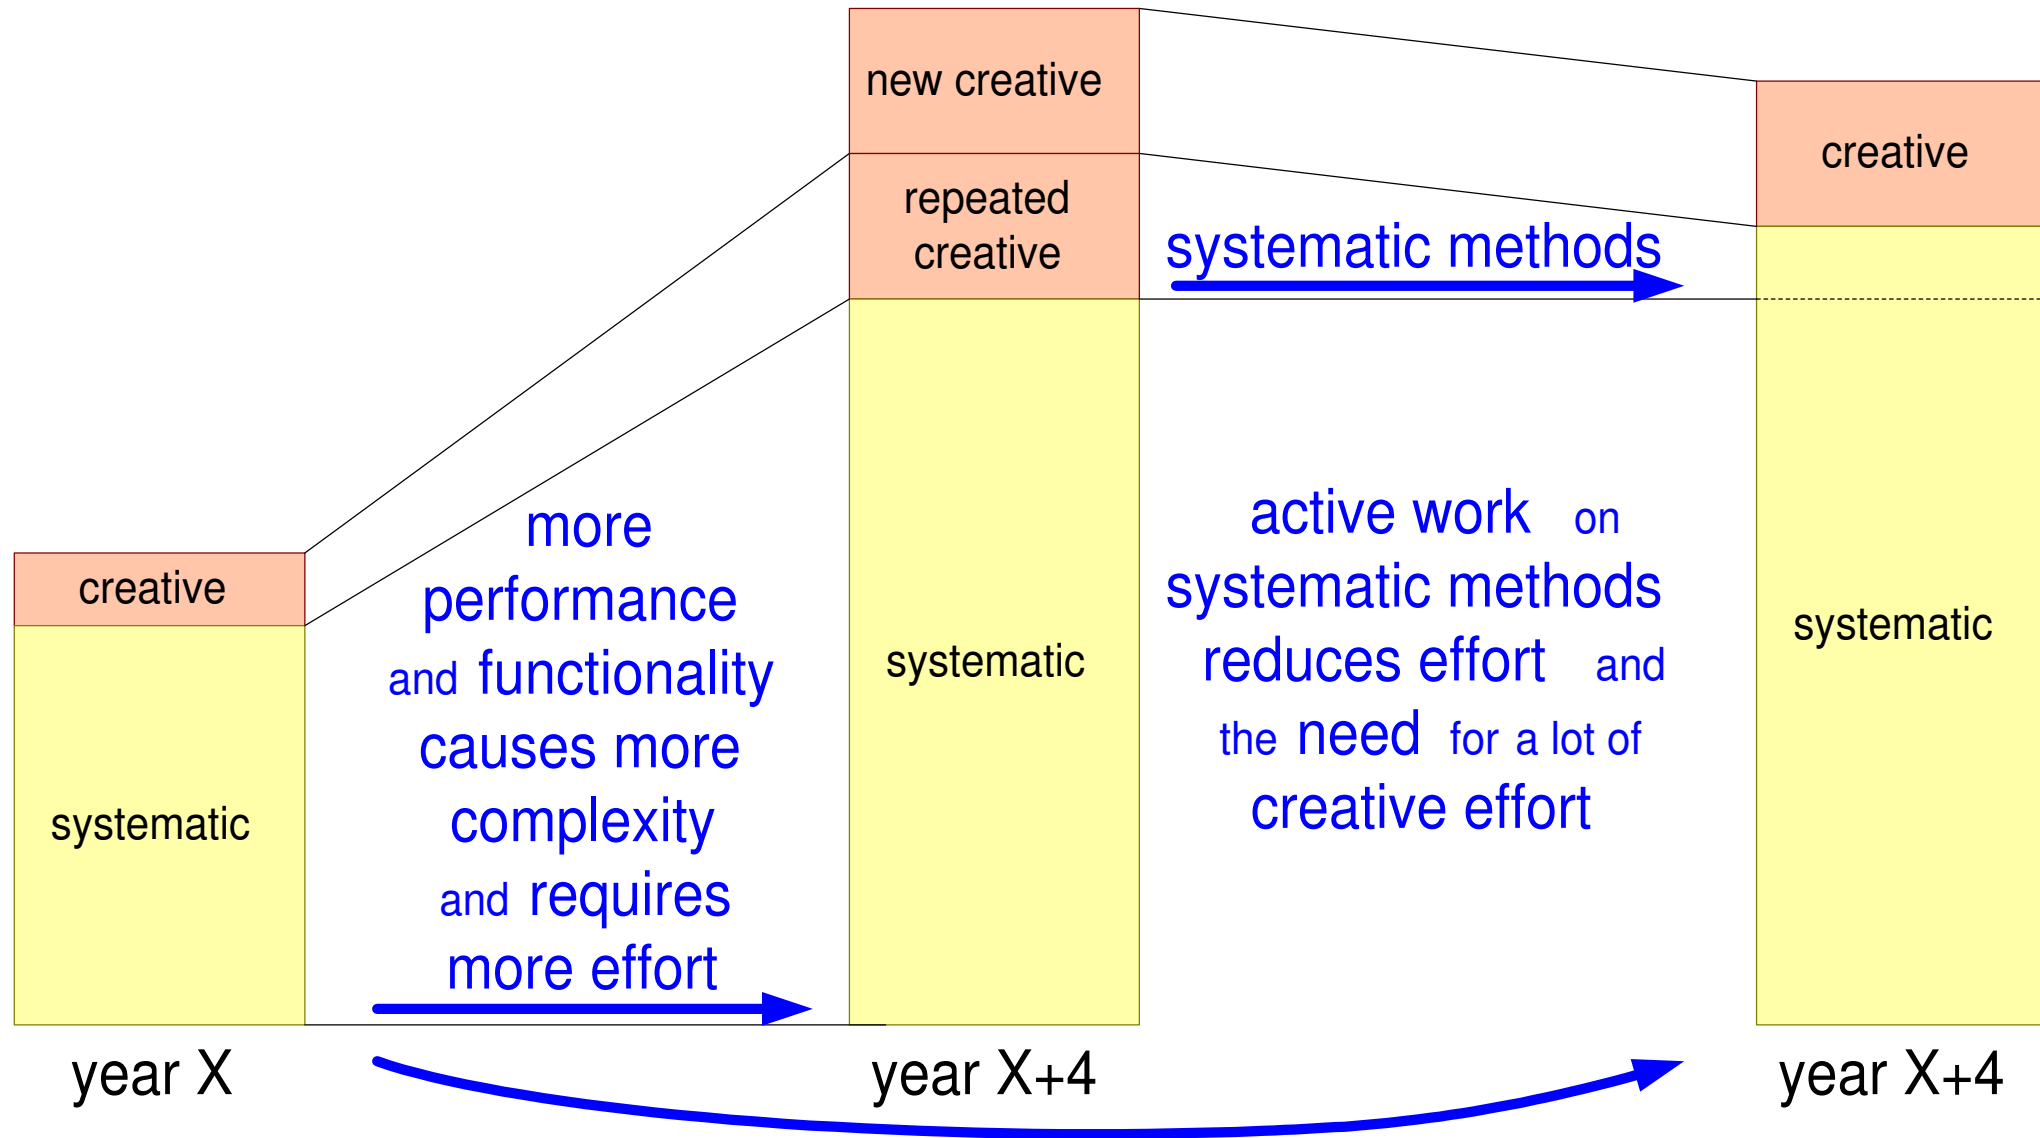 new creative
repeated
creative
creative
systematic methods
creative
systematic
more
performance
and functionality
causes more
complexity
and requires
more effort
systematic
active work on
systematic methods
reduces effort and
the need for a lot of
creative effort
systematic
year X
year X+4
year X+4